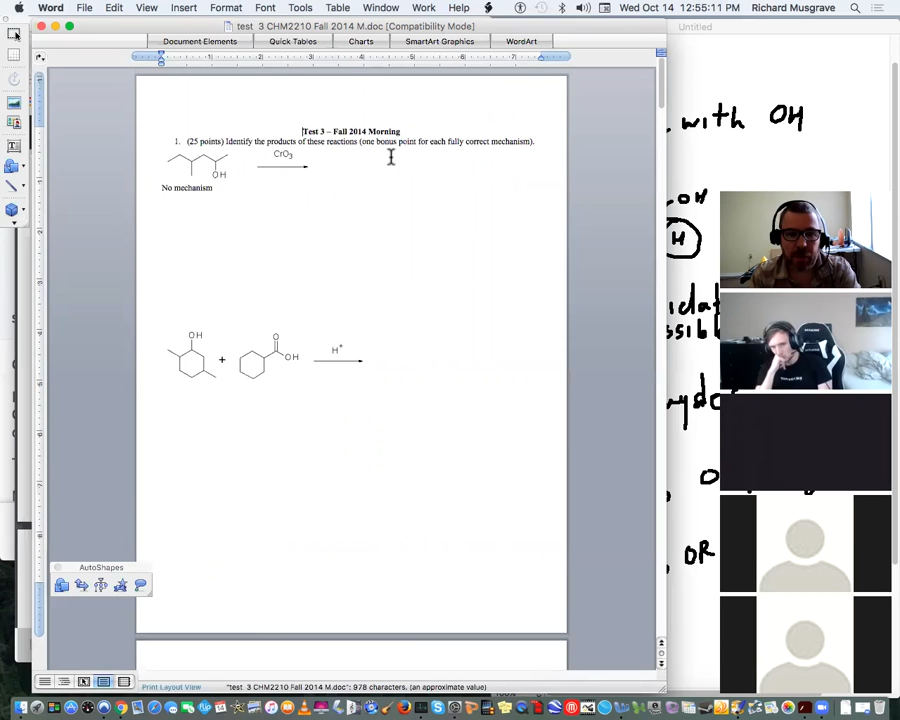 Word File Edit View Insert Format Font Tools Table Window Work Help Wed Oct 14 12:55:11 PM Richard Musgrave
test 3 CHM2210 Fall 2014 M.doc [Compatibility Mode]
Untitled
Document Elements Quick Tables Charts SmartArt Graphics WordArt
Test 3 – Fall 2014 Morning
1. (25 points) Identify the products of these reactions (one bonus point for each fully correct mechanism).
CrO3
OH
No mechanism
OH
+
O
OH
H+
with OH
OH
H
OR
AutoShapes
Print Layout View
"test 3 CHM2210 Fall 2014 M.doc": 978 characters. (an approximate value)